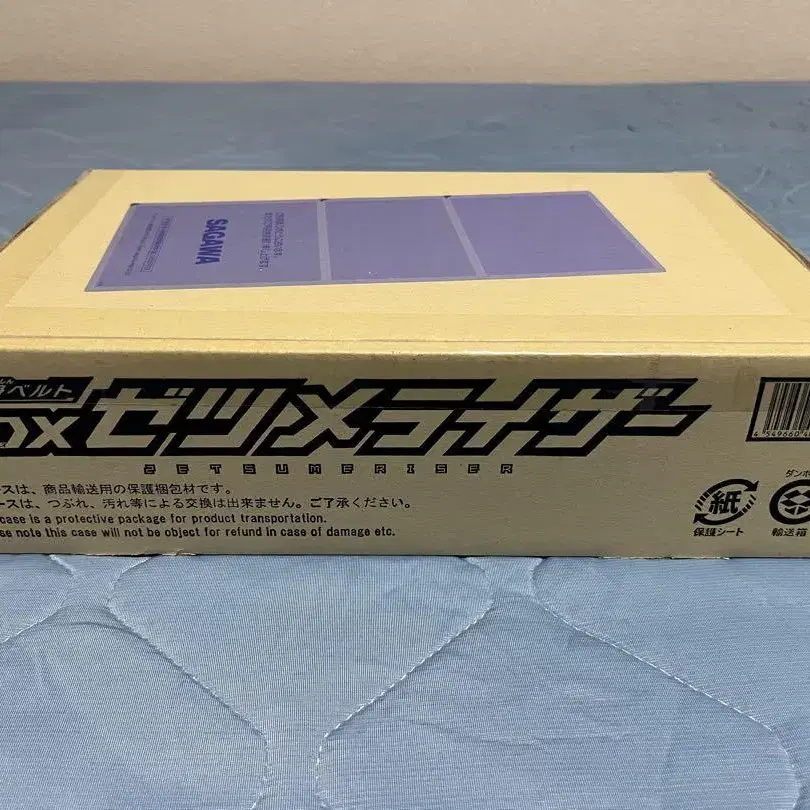 SAGAWA
ベルト
DXゼツメライザー
ZETSUMERISER
ースは、商品輸送用の保護梱包材です。
ースは、つぶれ、汚れ等による交換は出来ません。ご了承ください。
case is a protective package for product transportation.
se note this case will not be object for refund in case of damage etc.
紙
保護シート
ダンボ
輸送箱
4 549660